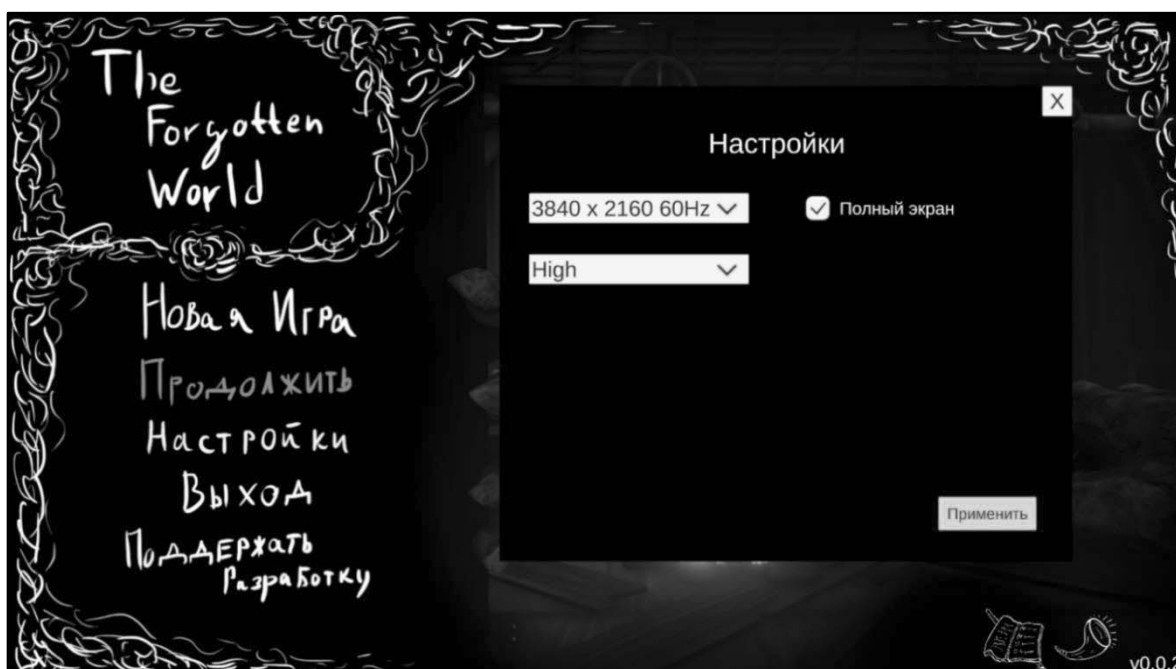 The
Forgotten
World
Новая Игра
Продолжить
Настройки
Выход
Поддержать
Разработку
X
Настройки
3840 x 2160 60Hz
Полный экран
High
Применить